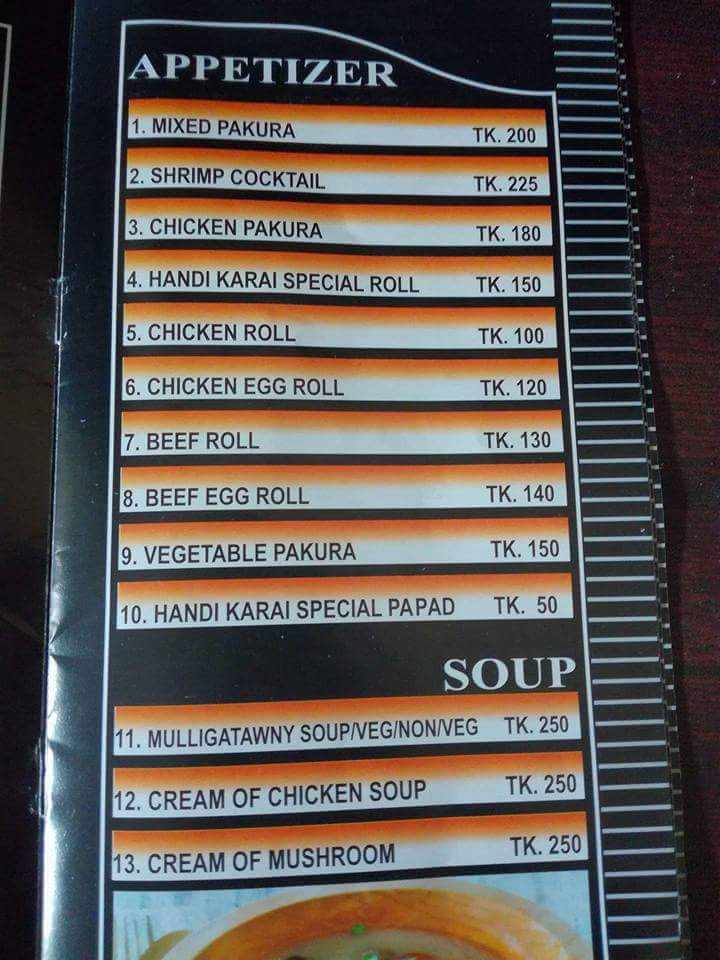 APPETIZER
1. MIXED PAKURA TK. 200
2. SHRIMP COCKTAIL TK. 225
3. CHICKEN PAKURA TK. 180
4. HANDI KARAI SPECIAL ROLL TK. 150
5. CHICKEN ROLL TK. 100
6. CHICKEN EGG ROLL TK. 120
7. BEEF ROLL TK. 130
8. BEEF EGG ROLL TK. 140
9. VEGETABLE PAKURA TK. 150
10. HANDI KARAI SPECIAL PAPAD TK. 50
SOUP
11. MULLIGATAWNY SOUP/VEG/NON/VEG TK. 250
12. CREAM OF CHICKEN SOUP TK. 250
13. CREAM OF MUSHROOM TK. 250